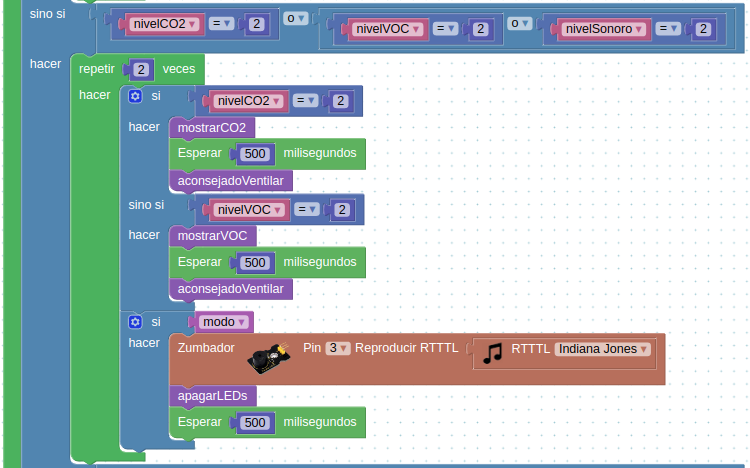 sino si nivelCO2 = 2 o nivelVOC = 2 o nivelSonoro = 2
hacer repetir 2 veces
hacer si nivelCO2 = 2
hacer mostrarCO2
Esperar 500 milisegundos
aconsejadoVentilar
sino si nivelVOC = 2
hacer mostrarVOC
Esperar 500 milisegundos
aconsejadoVentilar
si modo
hacer Zumbador Pin 3 Reproducir RTTTL RTTTL Indiana Jones
apagarLEDs
Esperar 500 milisegundos